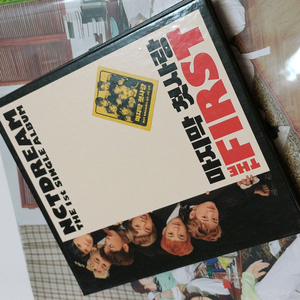 NCT DREAM
THE 1ST SINGLE ALBUM
마지막 첫사랑
THE FIRST